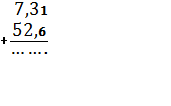 7,31
+ 52,6
... ... .